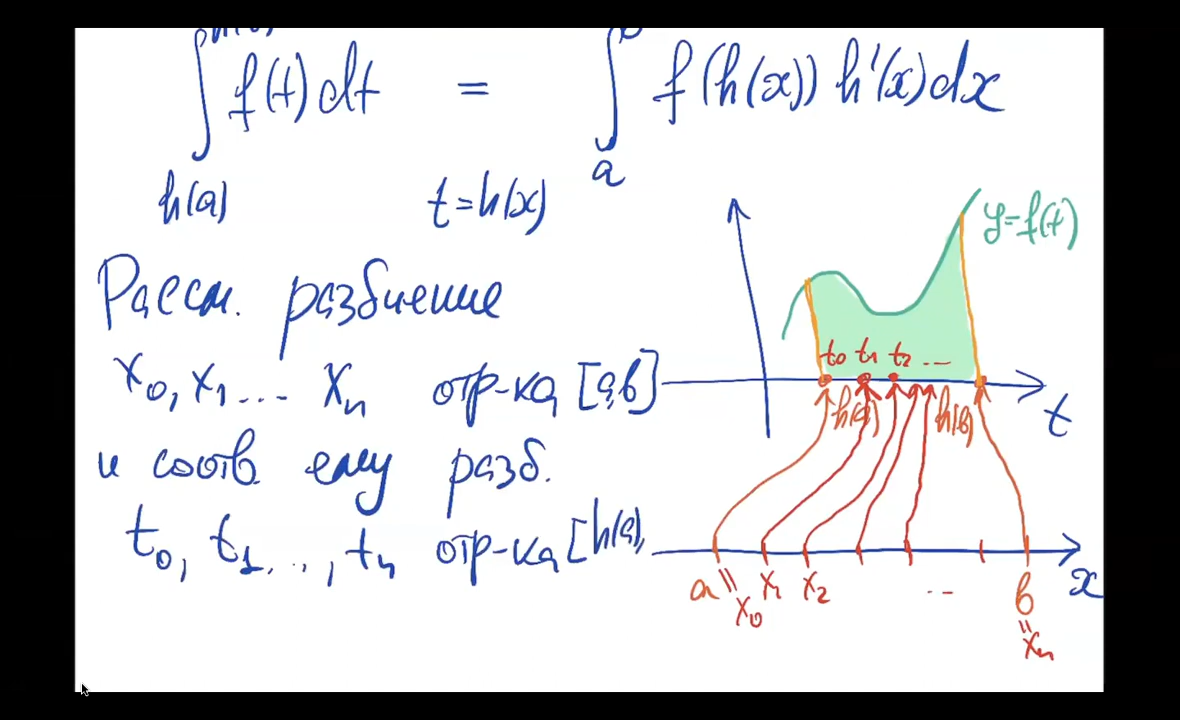 ∫ f(t)dt = ∫ f(h(x)) h'(x)dx
h(a) t=h(x) a
y=f(t)
Рассм. разбиение
x₀, x₁... xₙ отр-ка [a,b]
и соотв. ему разб.
t₀, t₁,..., tₙ отр-ка [h(a),
t₀ t₁ t₂ ...
h(a) h(b) t
a x₁ x₂ ... b x
x₀ xₙ